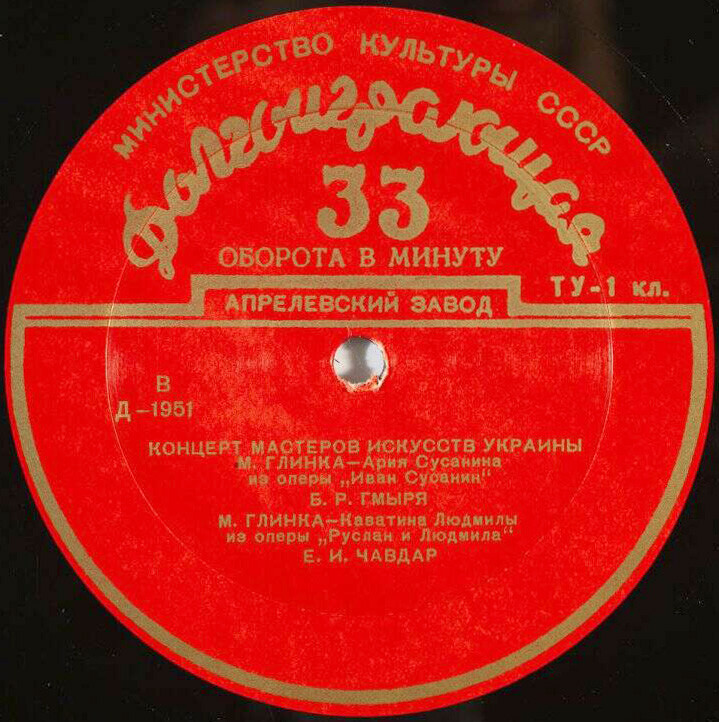 МИНИСТЕРСТВО КУЛЬТУРЫ СССР
Долгоиграющая
33
ОБОРОТА В МИНУТУ
ТУ-1 кл.
АПРЕЛЕВСКИЙ ЗАВОД
В
Д-1951
КОНЦЕРТ МАСТЕРОВ ИСКУССТВ УКРАИНЫ
М. ГЛИНКА—Ария Сусанина
из оперы „Иван Сусанин“
Б. Р. ГМЫРЯ
М. ГЛИНКА—Каватина Людмилы
из оперы „Руслан и Людмила“
Е. И. ЧАВДАР